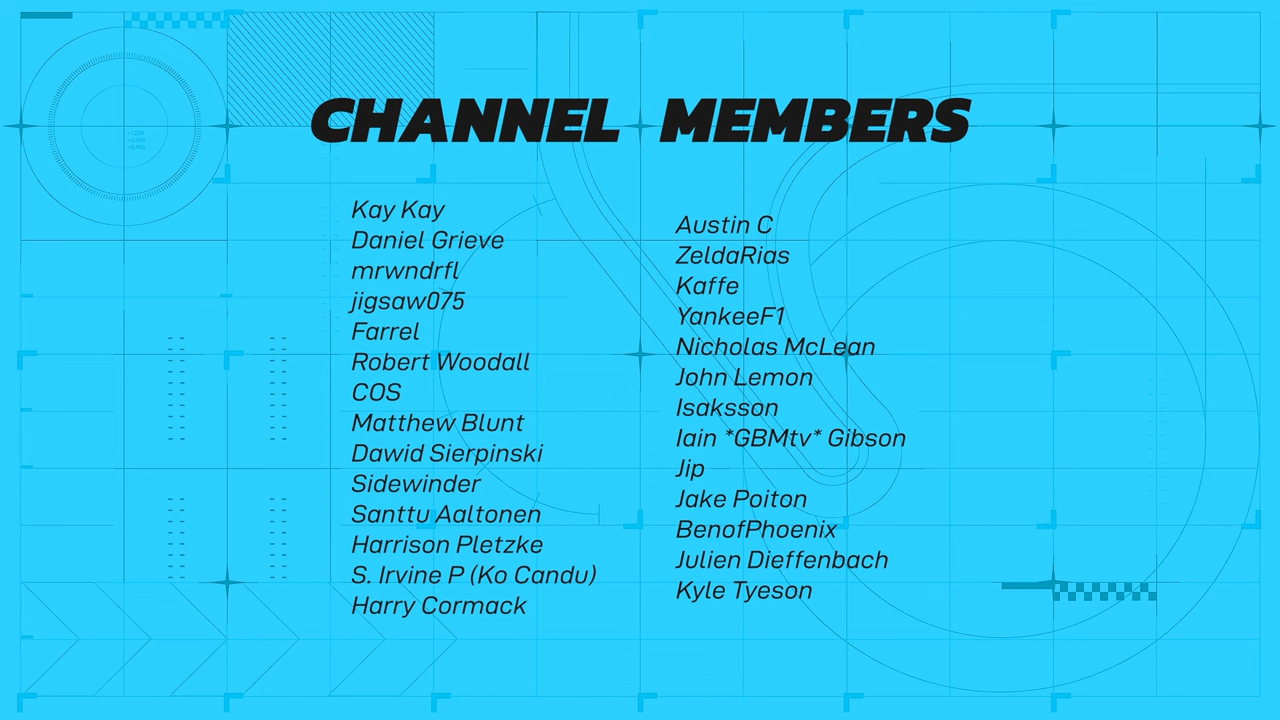 CHANNEL MEMBERS
Kay Kay
Daniel Grieve
mrwndrfl
jigsaw075
Farrel
Robert Woodall
COS
Matthew Blunt
Dawid Sierpinski
Sidewinder
Santtu Aaltonen
Harrison Pletzke
S. Irvine P (Ko Candu)
Harry Cormack
Austin C
ZeldaRias
Kaffe
YankeeF1
Nicholas McLean
John Lemon
Isaksson
Iain *GBMtv* Gibson
Jip
Jake Poiton
BenofPhoenix
Julien Dieffenbach
Kyle Tyeson